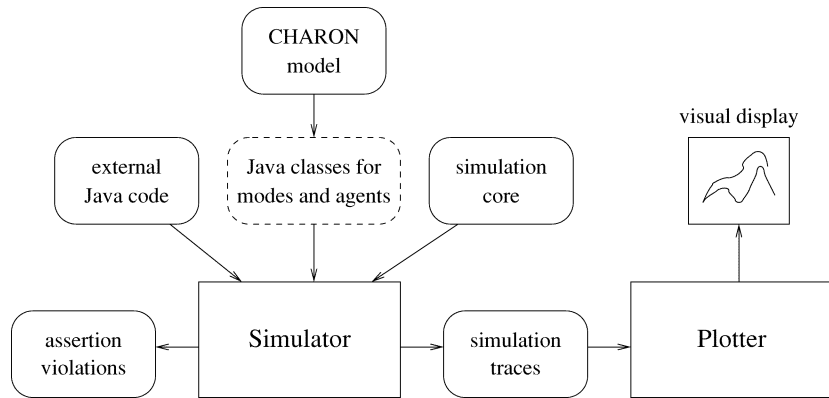 CHARON
model
visual display
external
Java code
Java classes for
modes and agents
simulation
core
assertion
violations
Simulator
simulation
traces
Plotter